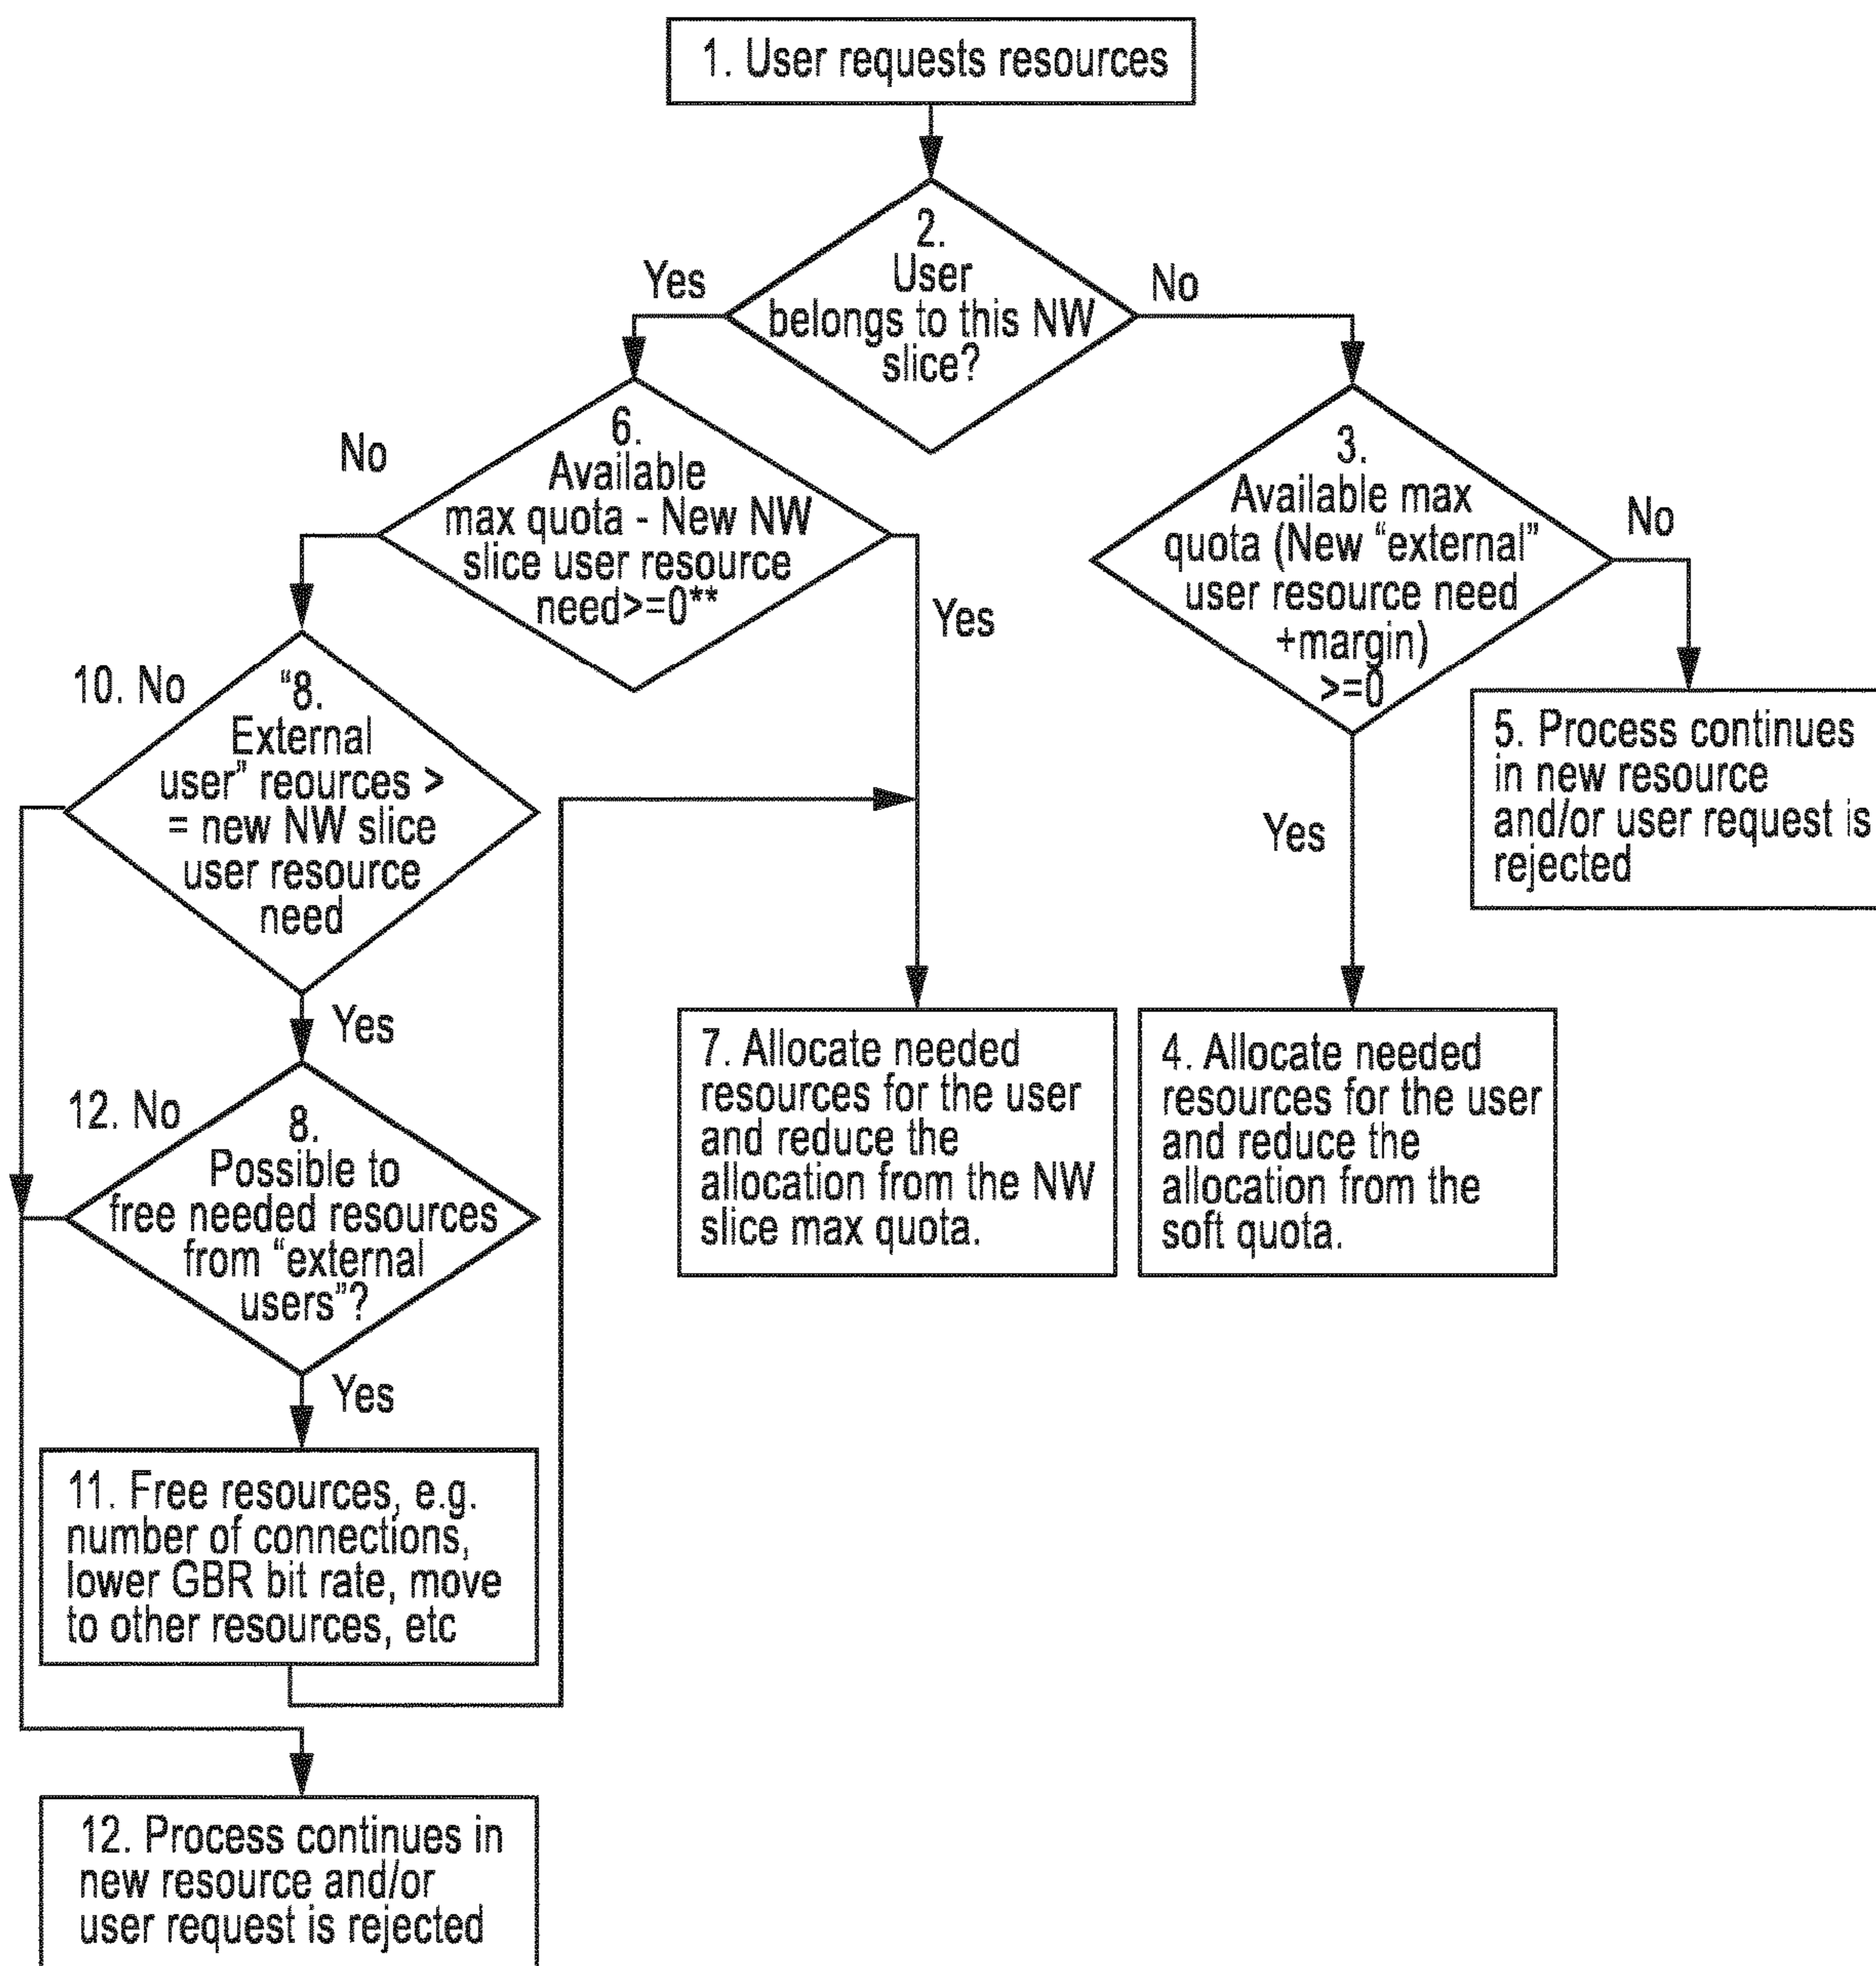 1. User requests resources
2.
User
belongs to this NW
slice?
Yes
No
6.
Available
max quota - New NW
slice user resource
need>=0**
No
Yes
3.
Available max
quota (New “external”
user resource need
+margin)
>=0
No
Yes
5. Process continues
in new resource
and/or user request is
rejected
10. No
“8.
External
user” reources >
= new NW slice
user resource
need
Yes
7. Allocate needed
resources for the user
and reduce the
allocation from the NW
slice max quota.
4. Allocate needed
resources for the user
and reduce the
allocation from the
soft quota.
12. No
8.
Possible to
free needed resources
from “external
users”?
Yes
11. Free resources, e.g.
number of connections,
lower GBR bit rate, move
to other resources, etc
12. Process continues in
new resource and/or
user request is rejected